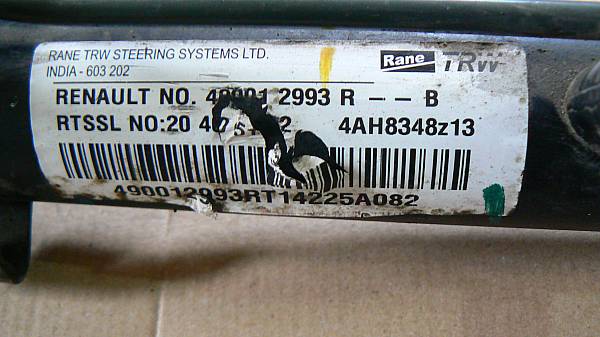 RANE TRW STEERING SYSTEMS LTD.
INDIA - 603 202
Rane TRW
RENAULT NO. 2993 R - - B
RTSSL NO:20 4AH8348z13
490012993RT14225A082